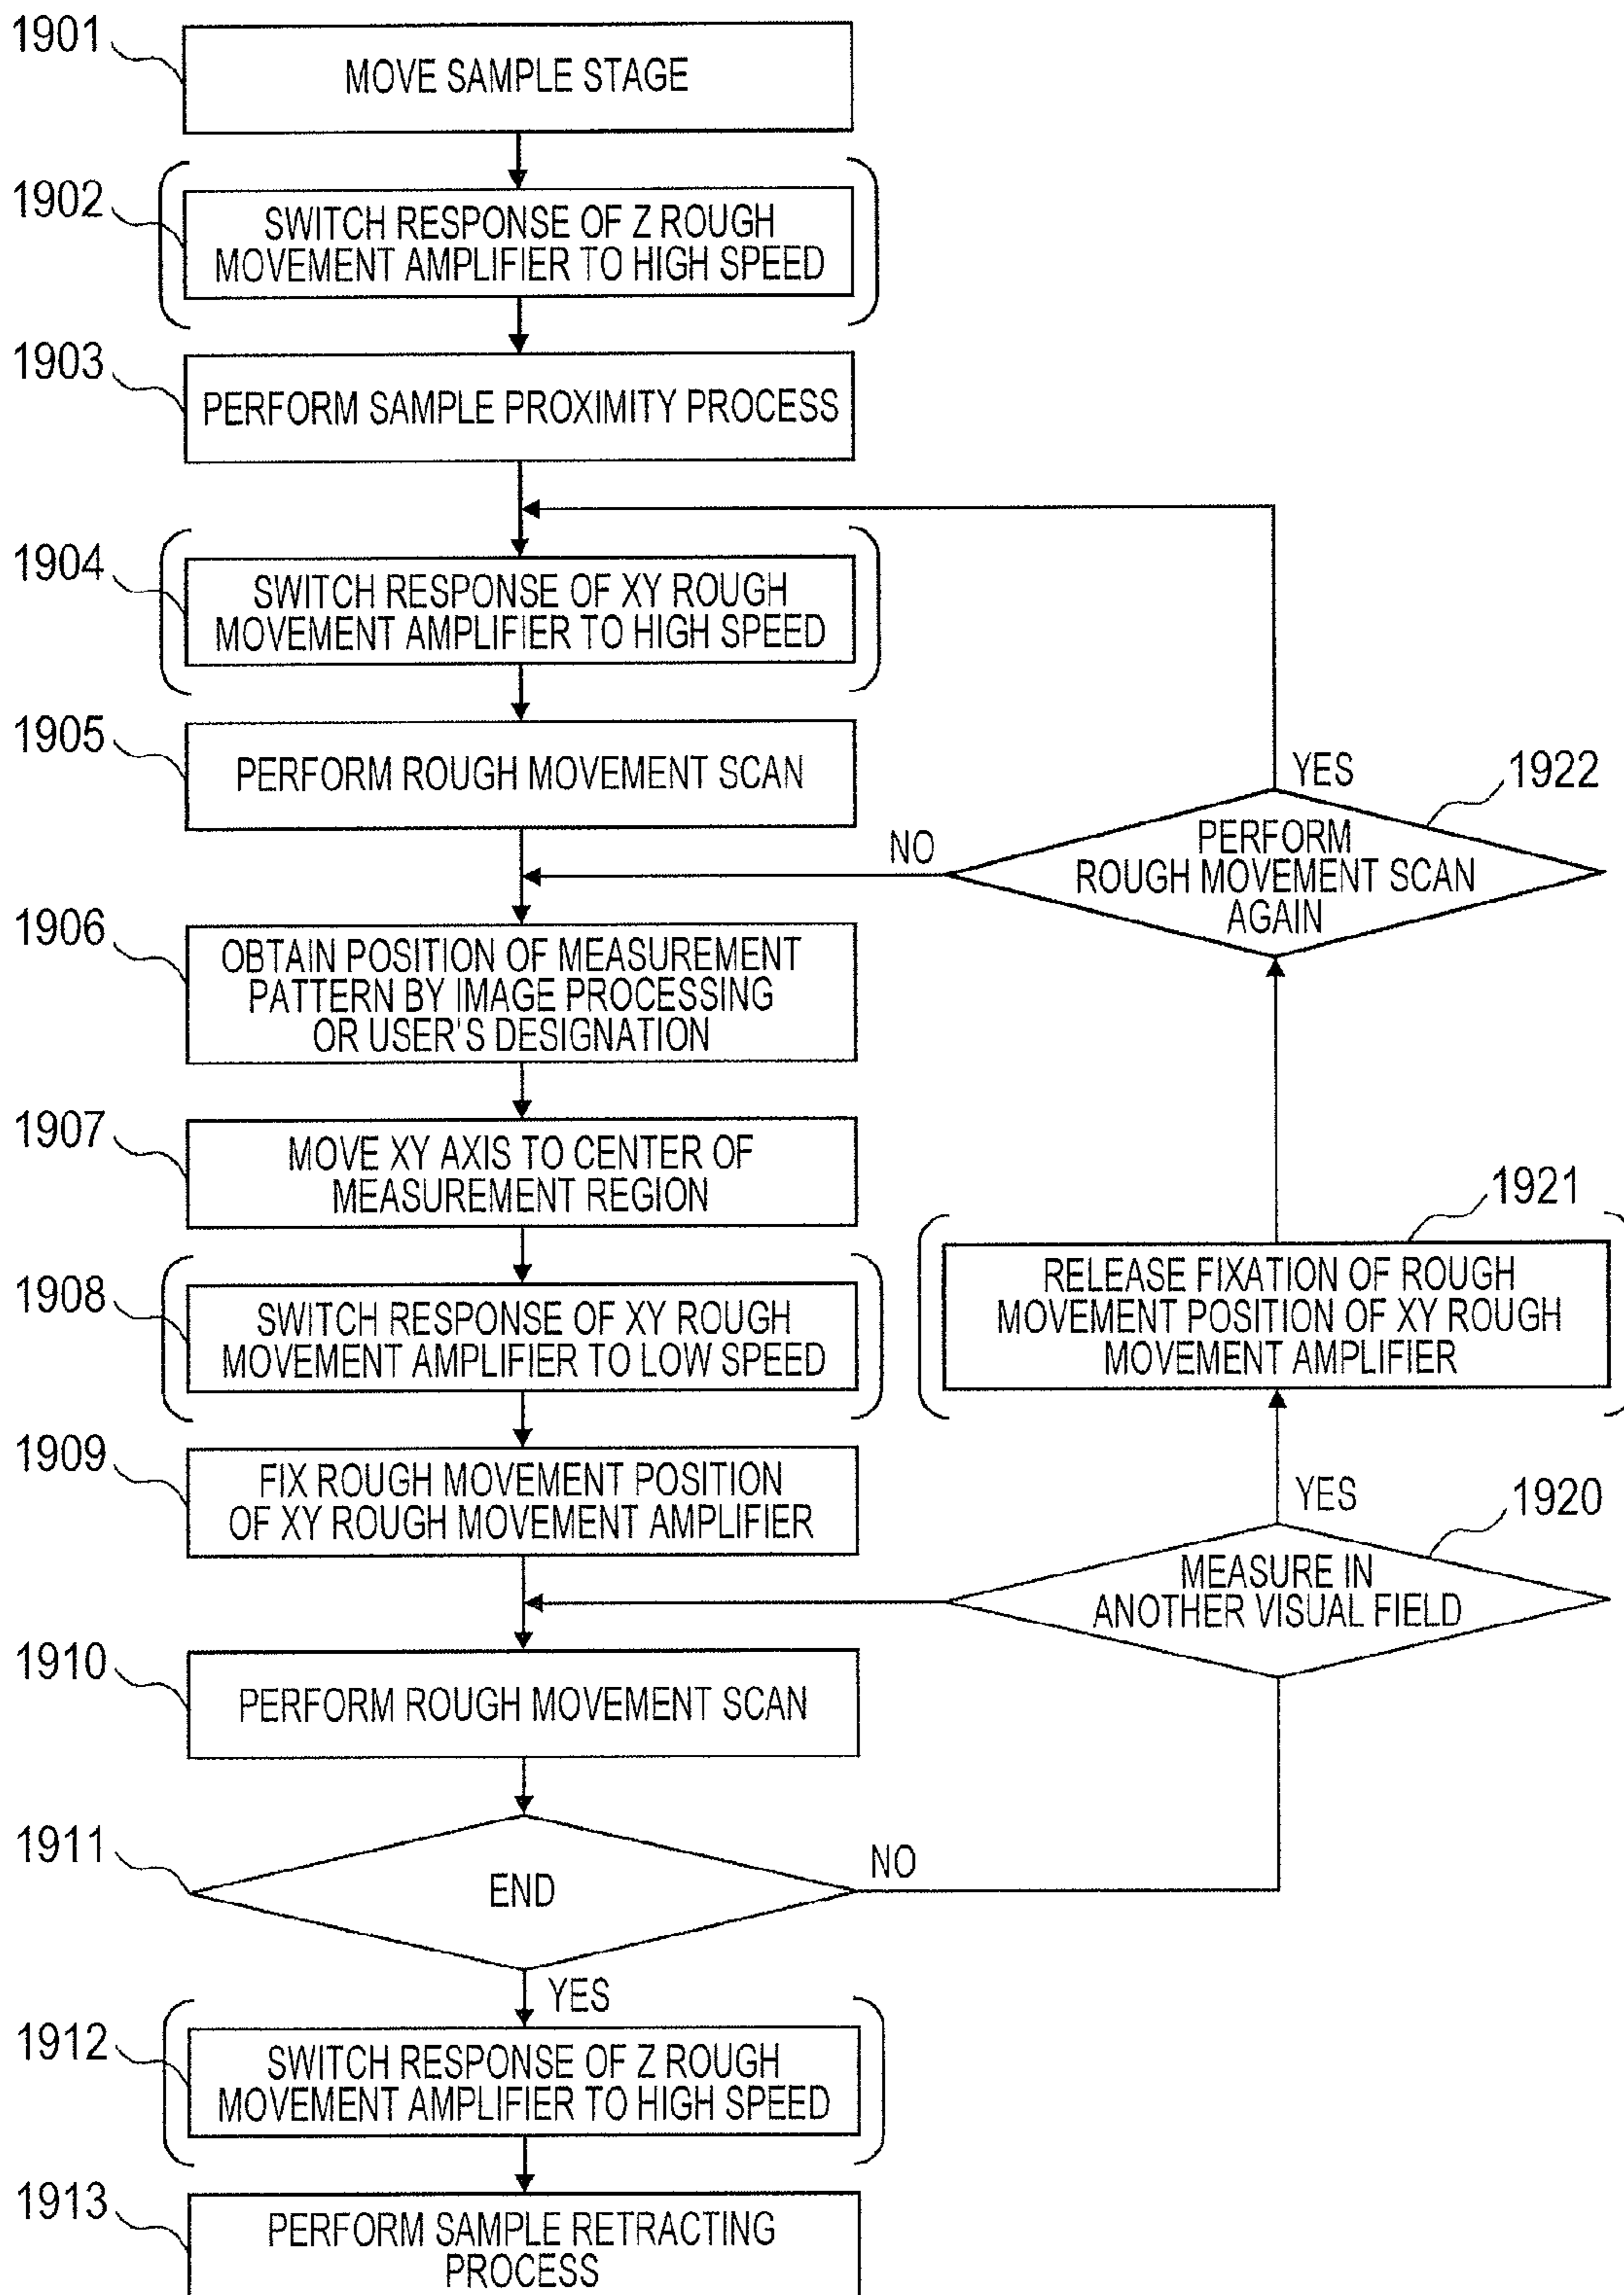 1901
MOVE SAMPLE STAGE
1902
SWITCH RESPONSE OF Z ROUGH
MOVEMENT AMPLIFIER TO HIGH SPEED
1903
PERFORM SAMPLE PROXIMITY PROCESS
1904
SWITCH RESPONSE OF XY ROUGH
MOVEMENT AMPLIFIER TO HIGH SPEED
1905
PERFORM ROUGH MOVEMENT SCAN
YES
1922
NO
PERFORM
ROUGH MOVEMENT SCAN
AGAIN
1906
OBTAIN POSITION OF MEASUREMENT
PATTERN BY IMAGE PROCESSING
OR USER'S DESIGNATION
1907
MOVE XY AXIS TO CENTER OF
MEASUREMENT REGION
1921
RELEASE FIXATION OF ROUGH
MOVEMENT POSITION OF XY ROUGH
MOVEMENT AMPLIFIER
1908
SWITCH RESPONSE OF XY ROUGH
MOVEMENT AMPLIFIER TO LOW SPEED
1909
FIX ROUGH MOVEMENT POSITION
OF XY ROUGH MOVEMENT AMPLIFIER
YES
1920
MEASURE IN
ANOTHER VISUAL FIELD
1910
PERFORM ROUGH MOVEMENT SCAN
1911
END
NO
YES
1912
SWITCH RESPONSE OF Z ROUGH
MOVEMENT AMPLIFIER TO HIGH SPEED
1913
PERFORM SAMPLE RETRACTING
PROCESS